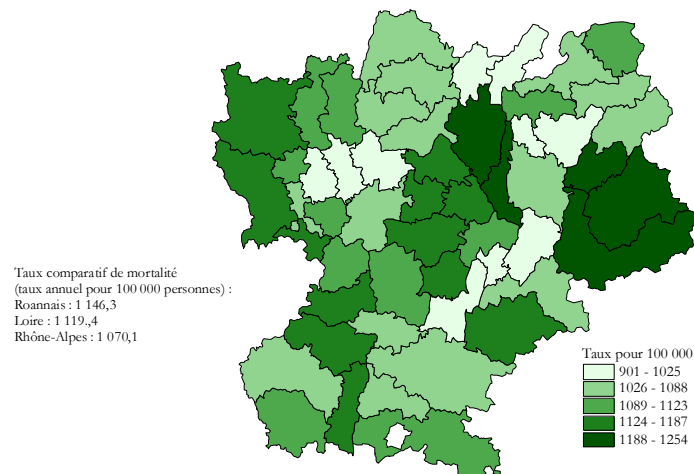 Taux comparatif de mortalité
(taux annuel pour 100 000 personnes) :
Roannais : 1 146,3
Loire : 1 119.,4
Rhône-Alpes : 1 070,1
Taux pour 100 000
901 - 1025
1026 - 1088
1089 - 1123
1124 - 1187
1188 - 1254